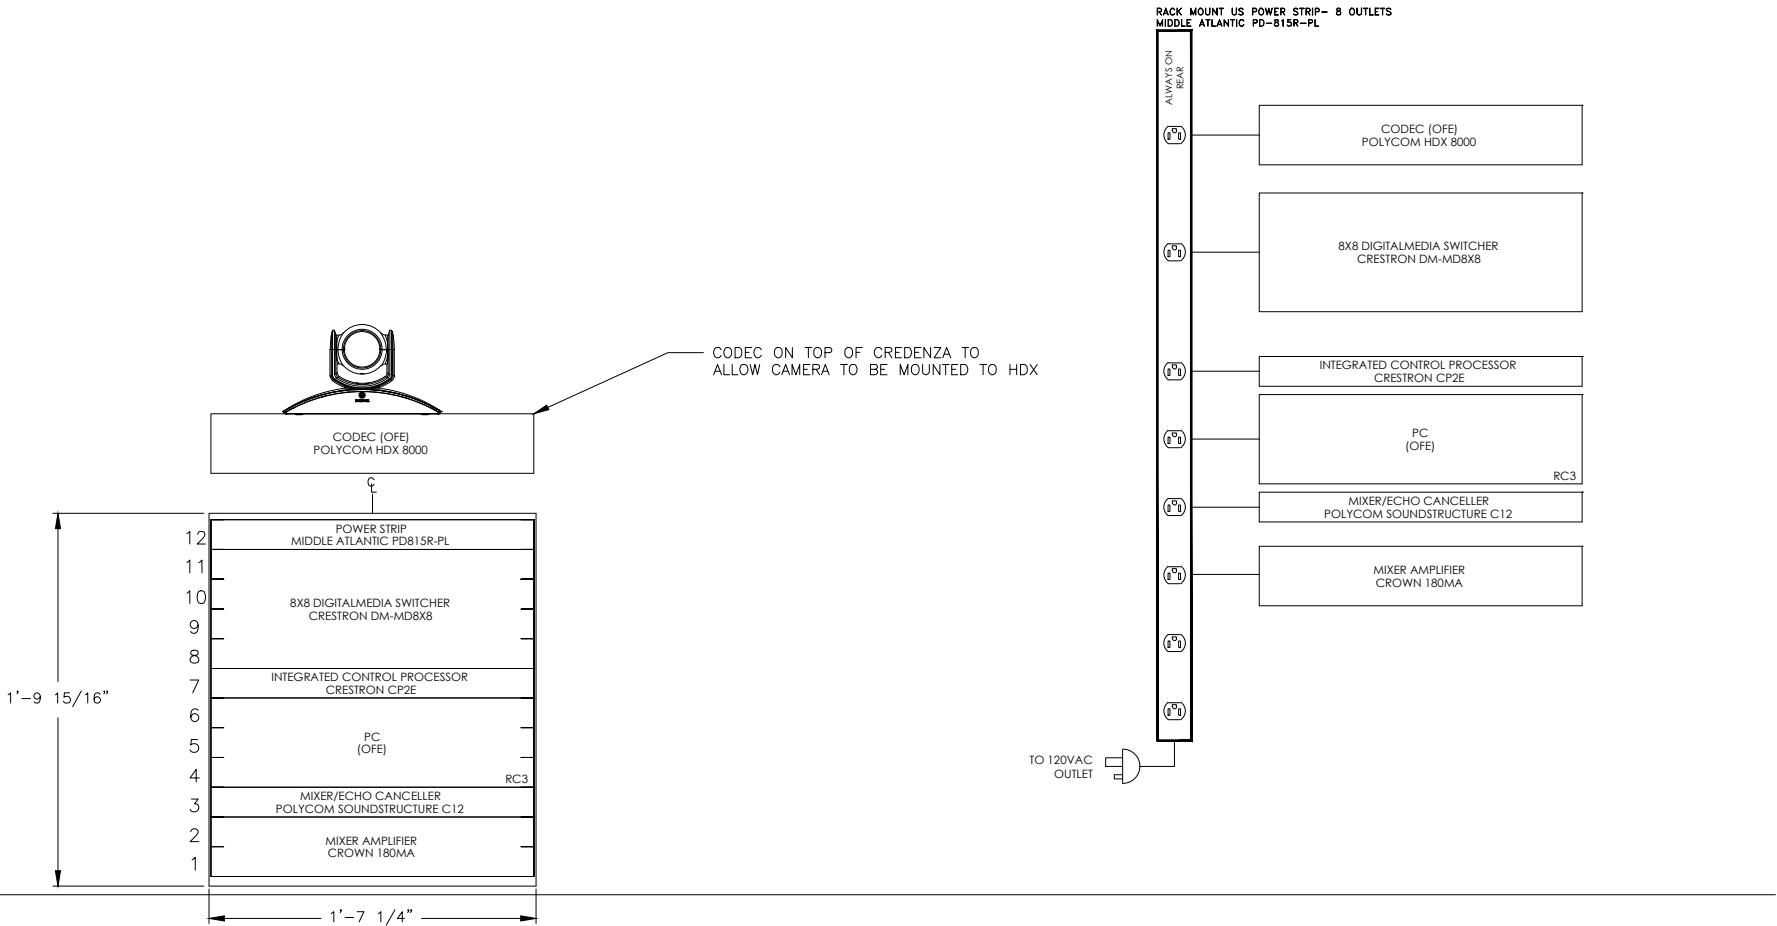 RACK MOUNT US POWER STRIP- 8 OUTLETS
MIDDLE ATLANTIC PD-815R-PL
ALWAYS ON
REAR
CODEC (OFE)
POLYCOM HDX 8000
8X8 DIGITALMEDIA SWITCHER
CRESTRON DM-MD8X8
INTEGRATED CONTROL PROCESSOR
CRESTRON CP2E
PC
(OFE)
RC3
MIXER/ECHO CANCELLER
POLYCOM SOUNDSTRUCTURE C12
MIXER AMPLIFIER
CROWN 180MA
TO 120VAC
OUTLET
CODEC ON TOP OF CREDENZA TO
ALLOW CAMERA TO BE MOUNTED TO HDX
CODEC (OFE)
POLYCOM HDX 8000
℄
12
POWER STRIP
MIDDLE ATLANTIC PD815R-PL
11
10
9
8
8X8 DIGITALMEDIA SWITCHER
CRESTRON DM-MD8X8
7
INTEGRATED CONTROL PROCESSOR
CRESTRON CP2E
6
5
4
PC
(OFE)
RC3
3
MIXER/ECHO CANCELLER
POLYCOM SOUNDSTRUCTURE C12
2
1
MIXER AMPLIFIER
CROWN 180MA
1'-9 15/16"
1'-7 1/4"